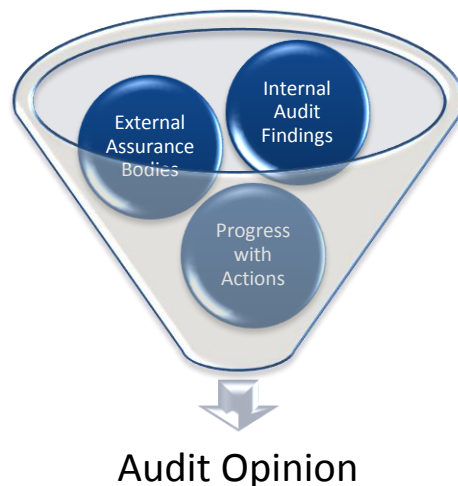 Internal
Audit
Findings
External
Assurance
Bodies
Progress
with
Actions
Audit Opinion